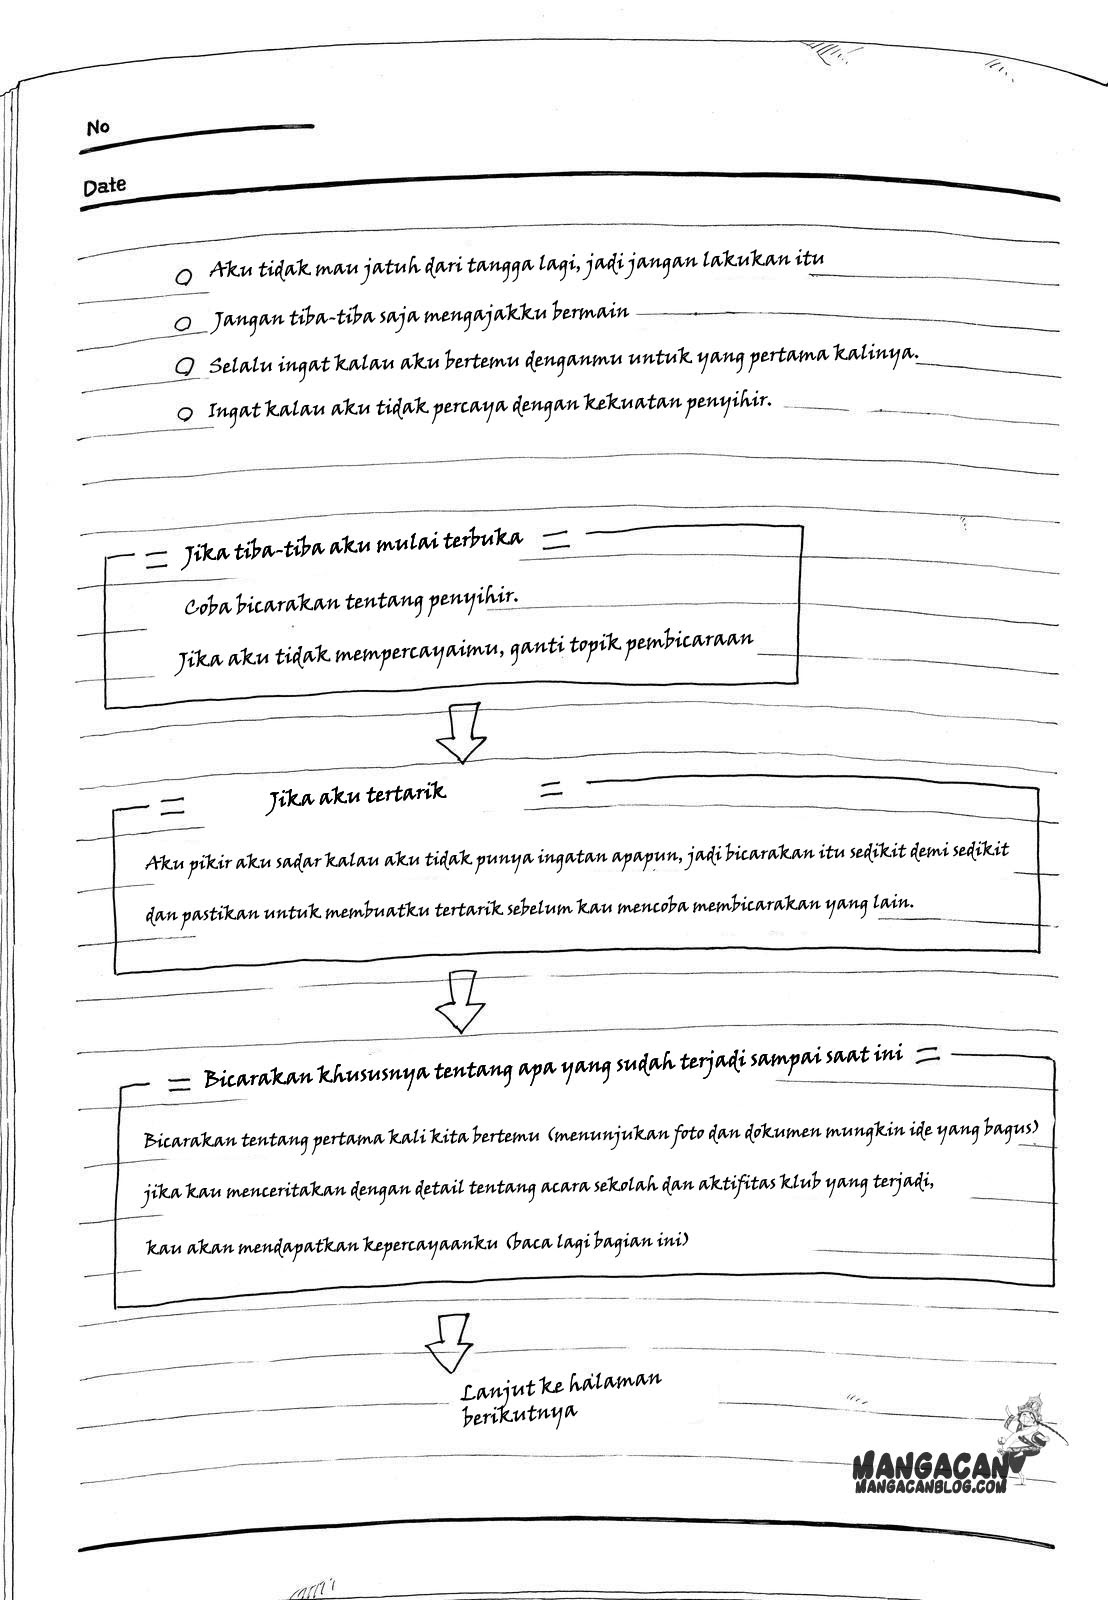 No
Date
Aku tidak mau jatuh dari tangga lagi, jadi jangan lakukan itu
Jangan tiba-tiba saja mengajakku bermain
Selalu ingat kalau aku bertemu denganmu untuk yang pertama kalinya.
Ingat kalau aku tidak percaya dengan kekuatan penyihir.
Jika tiba-tiba aku mulai terbuka
Coba bicarakan tentang penyihir.
Jika aku tidak mempercayaimu, ganti topik pembicaraan
Jika aku tertarik
Aku pikir aku sadar kalau aku tidak punya ingatan apapun, jadi bicarakan itu sedikit demi sedikit
dan pastikan untuk membuatku tertarik sebelum kau mencoba membicarakan yang lain.
Bicarakan khususnya tentang apa yang sudah terjadi sampai saat ini
Bicarakan tentang pertama kali kita bertemu (menunjukan foto dan dokumen mungkin ide yang bagus)
jika kau menceritakan dengan detail tentang acara sekolah dan aktifitas klub yang terjadi,
kau akan mendapatkan kepercayaanku (baca lagi bagian ini)
Lanjut ke halaman
berikutnya
MANGACAN
MANGACANBLOG.COM